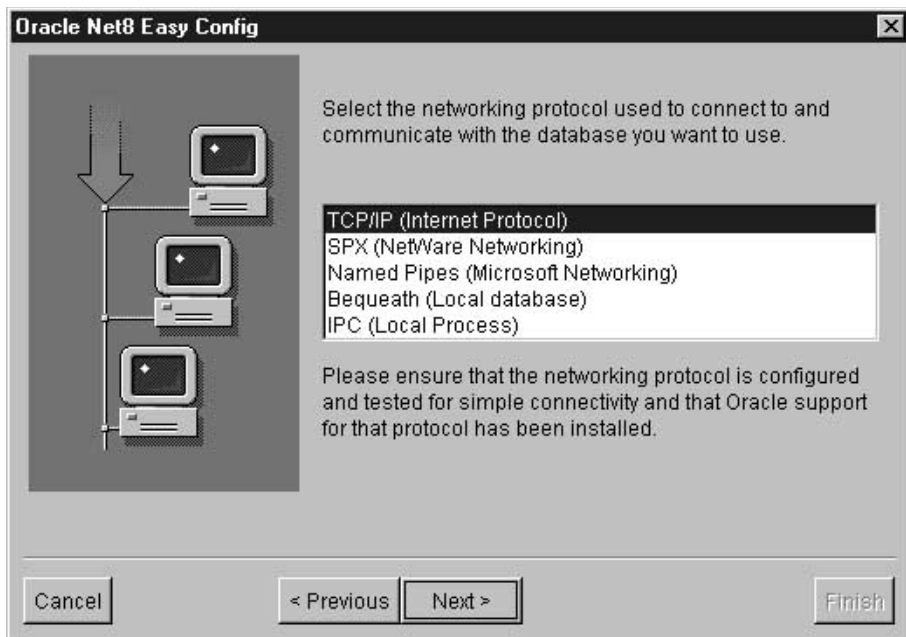 Oracle Net8 Easy Config
Select the networking protocol used to connect to and
communicate with the database you want to use.
TCP/IP (Internet Protocol)
SPX (NetWare Networking)
Named Pipes (Microsoft Networking)
Bequeath (Local database)
IPC (Local Process)
Please ensure that the networking protocol is configured
and tested for simple connectivity and that Oracle support
for that protocol has been installed.
Cancel
< Previous
Next >
Finish